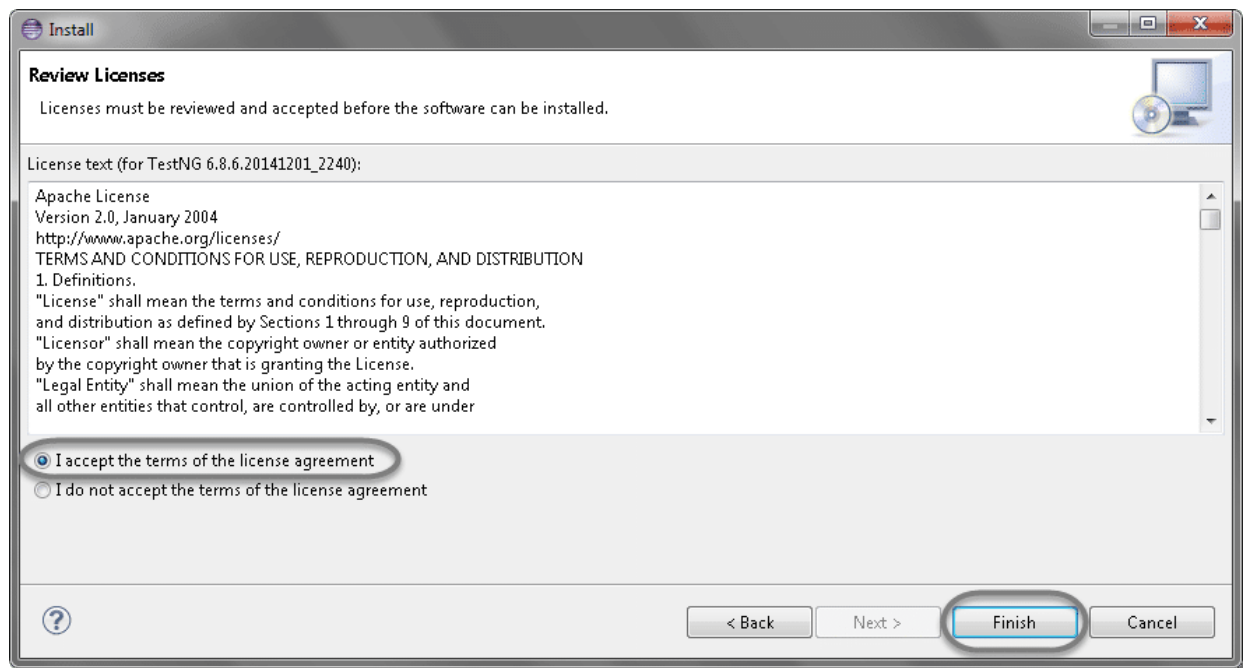 Install
Review Licenses
Licenses must be reviewed and accepted before the software can be installed.
License text (for TestNG 6.8.6.20141201_2240):
Apache License
Version 2.0, January 2004
http://www.apache.org/licenses/
TERMS AND CONDITIONS FOR USE, REPRODUCTION, AND DISTRIBUTION
1. Definitions.
"License" shall mean the terms and conditions for use, reproduction,
and distribution as defined by Sections 1 through 9 of this document.
"Licensor" shall mean the copyright owner or entity authorized
by the copyright owner that is granting the License.
"Legal Entity" shall mean the union of the acting entity and
all other entities that control, are controlled by, or are under
I accept the terms of the license agreement
I do not accept the terms of the license agreement
? < Back Next > Finish Cancel